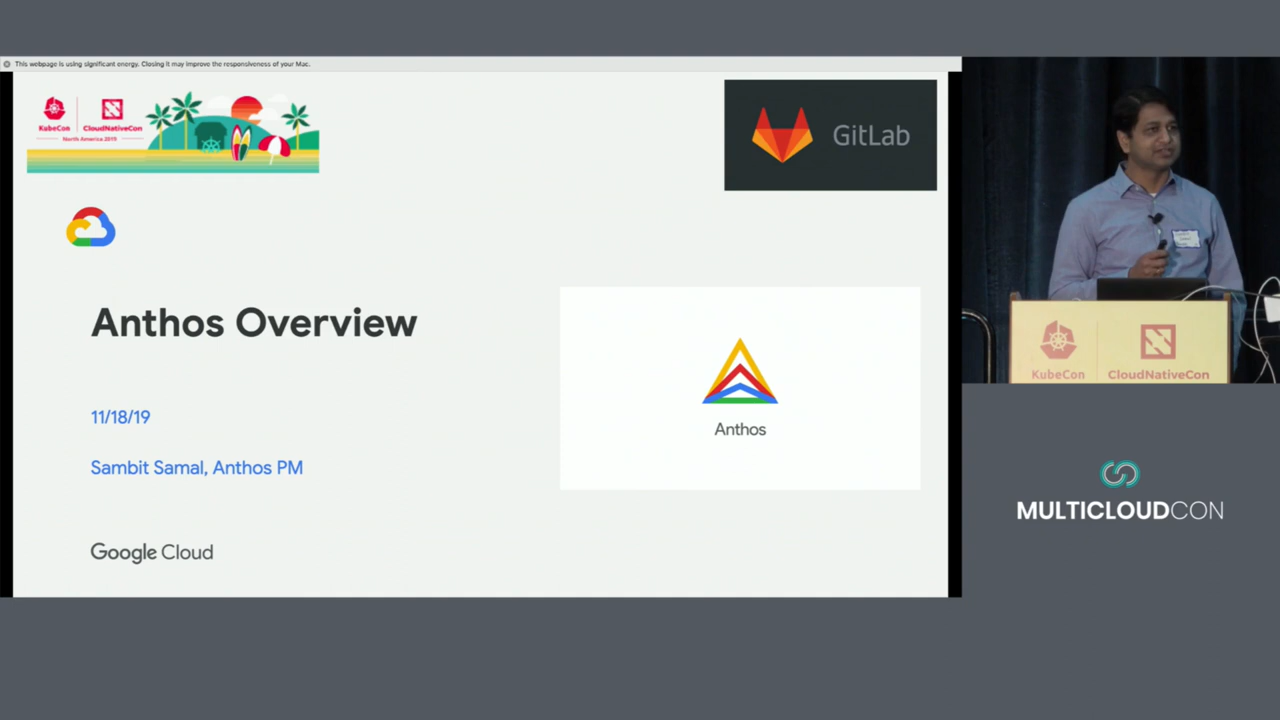 This webpage is using significant energy. Closing it may improve the responsiveness of your Mac.
KubeCon
CloudNativeCon
North America 2019
GitLab
Anthos Overview
Anthos
11/18/19
Sambit Samal, Anthos PM
Google Cloud
KubeCon
CloudNativeCon
MULTICLOUDCON